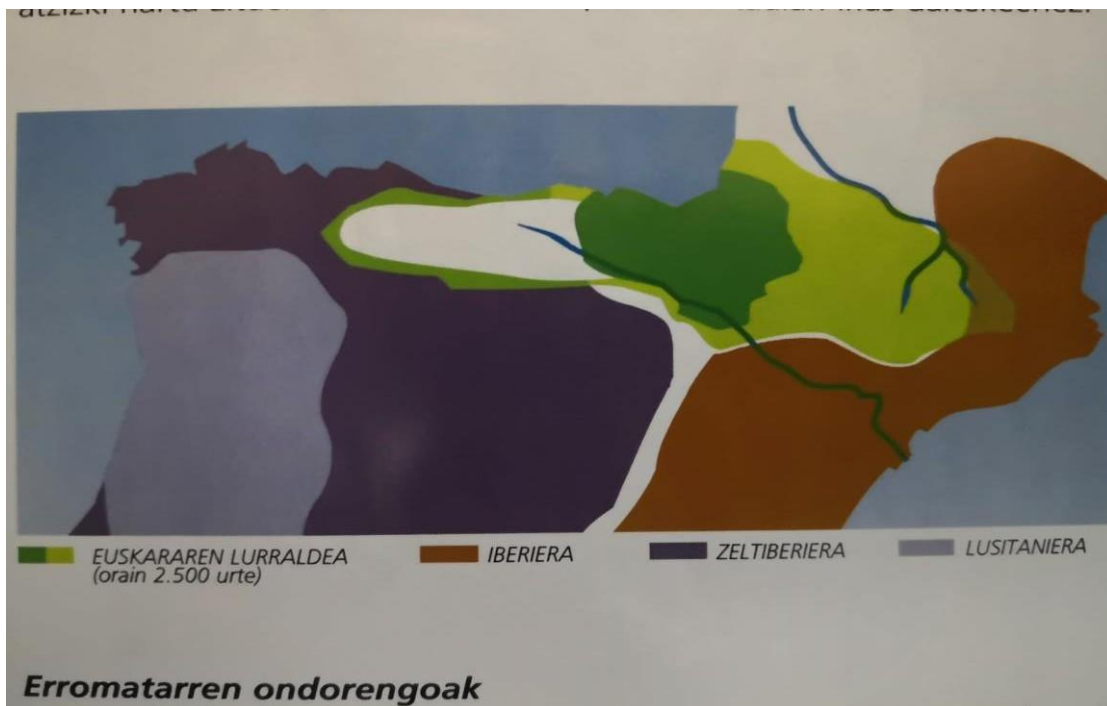 EUSKARAREN LURRALDEA
(orain 2.500 urte)
IBERIERA
ZELTIBERIERA
LUSITANIERA
Erromatarren ondorengoak